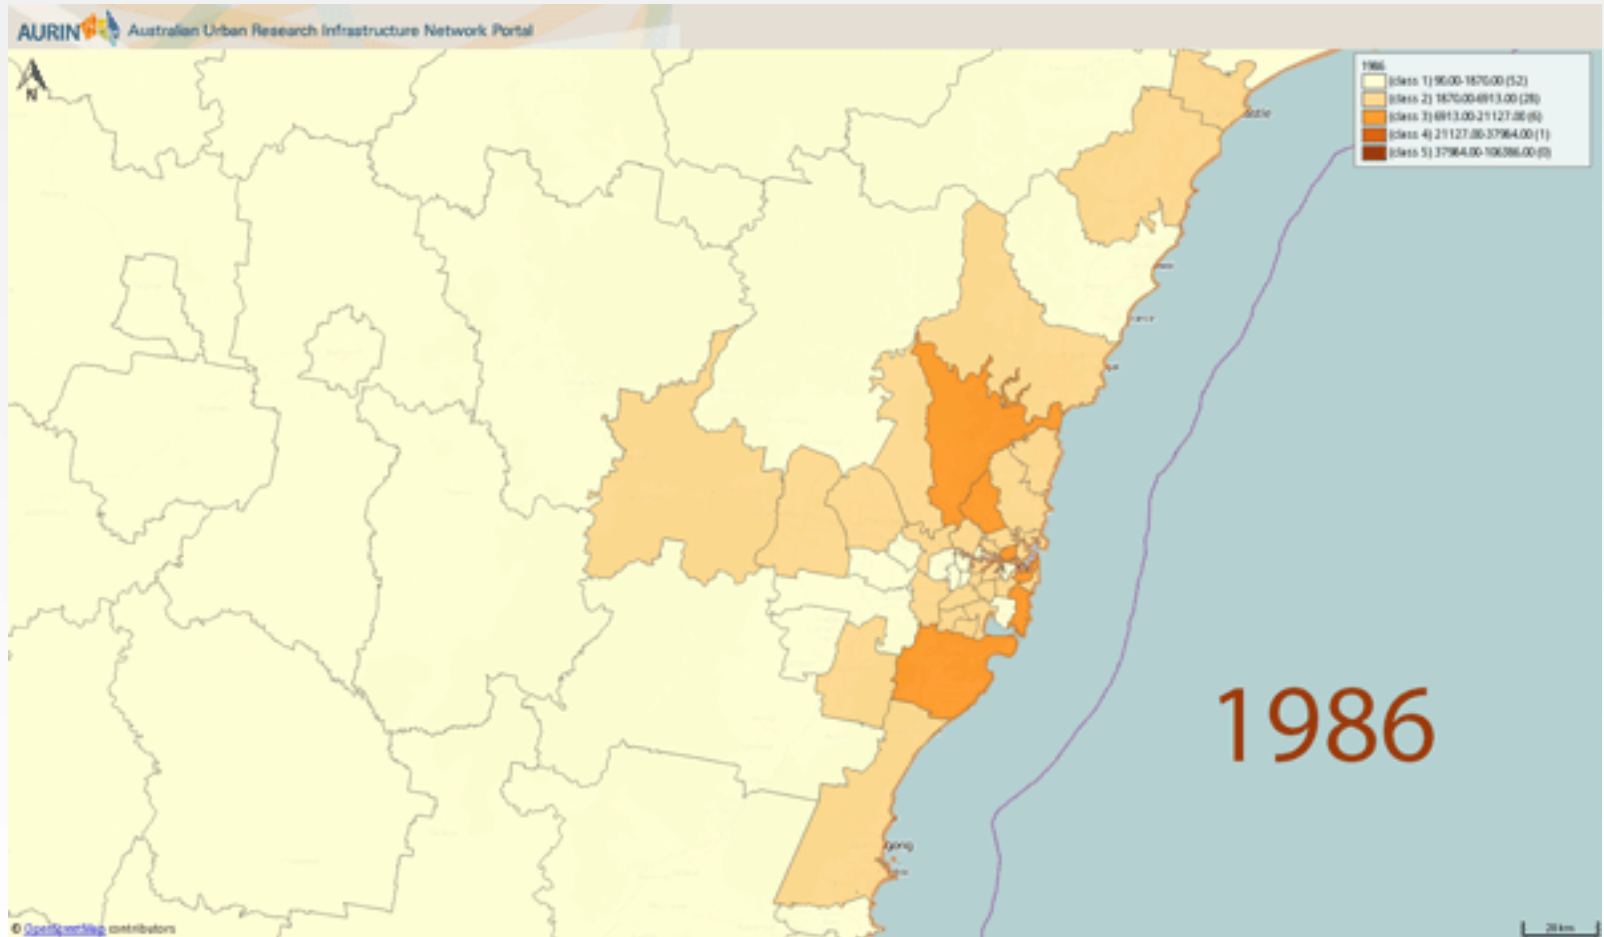 AURIN Australian Urban Research Infrastructure Network Portal
N
1986
(class 1) 90.00-1870.00 (52)
(class 2) 1870.00-6913.00 (28)
(class 3) 6913.00-21127.00 (6)
(class 4) 21127.00-37964.00 (1)
(class 5) 37964.00-106386.00 (0)
1986
© OpenStreetMap contributors
20 km